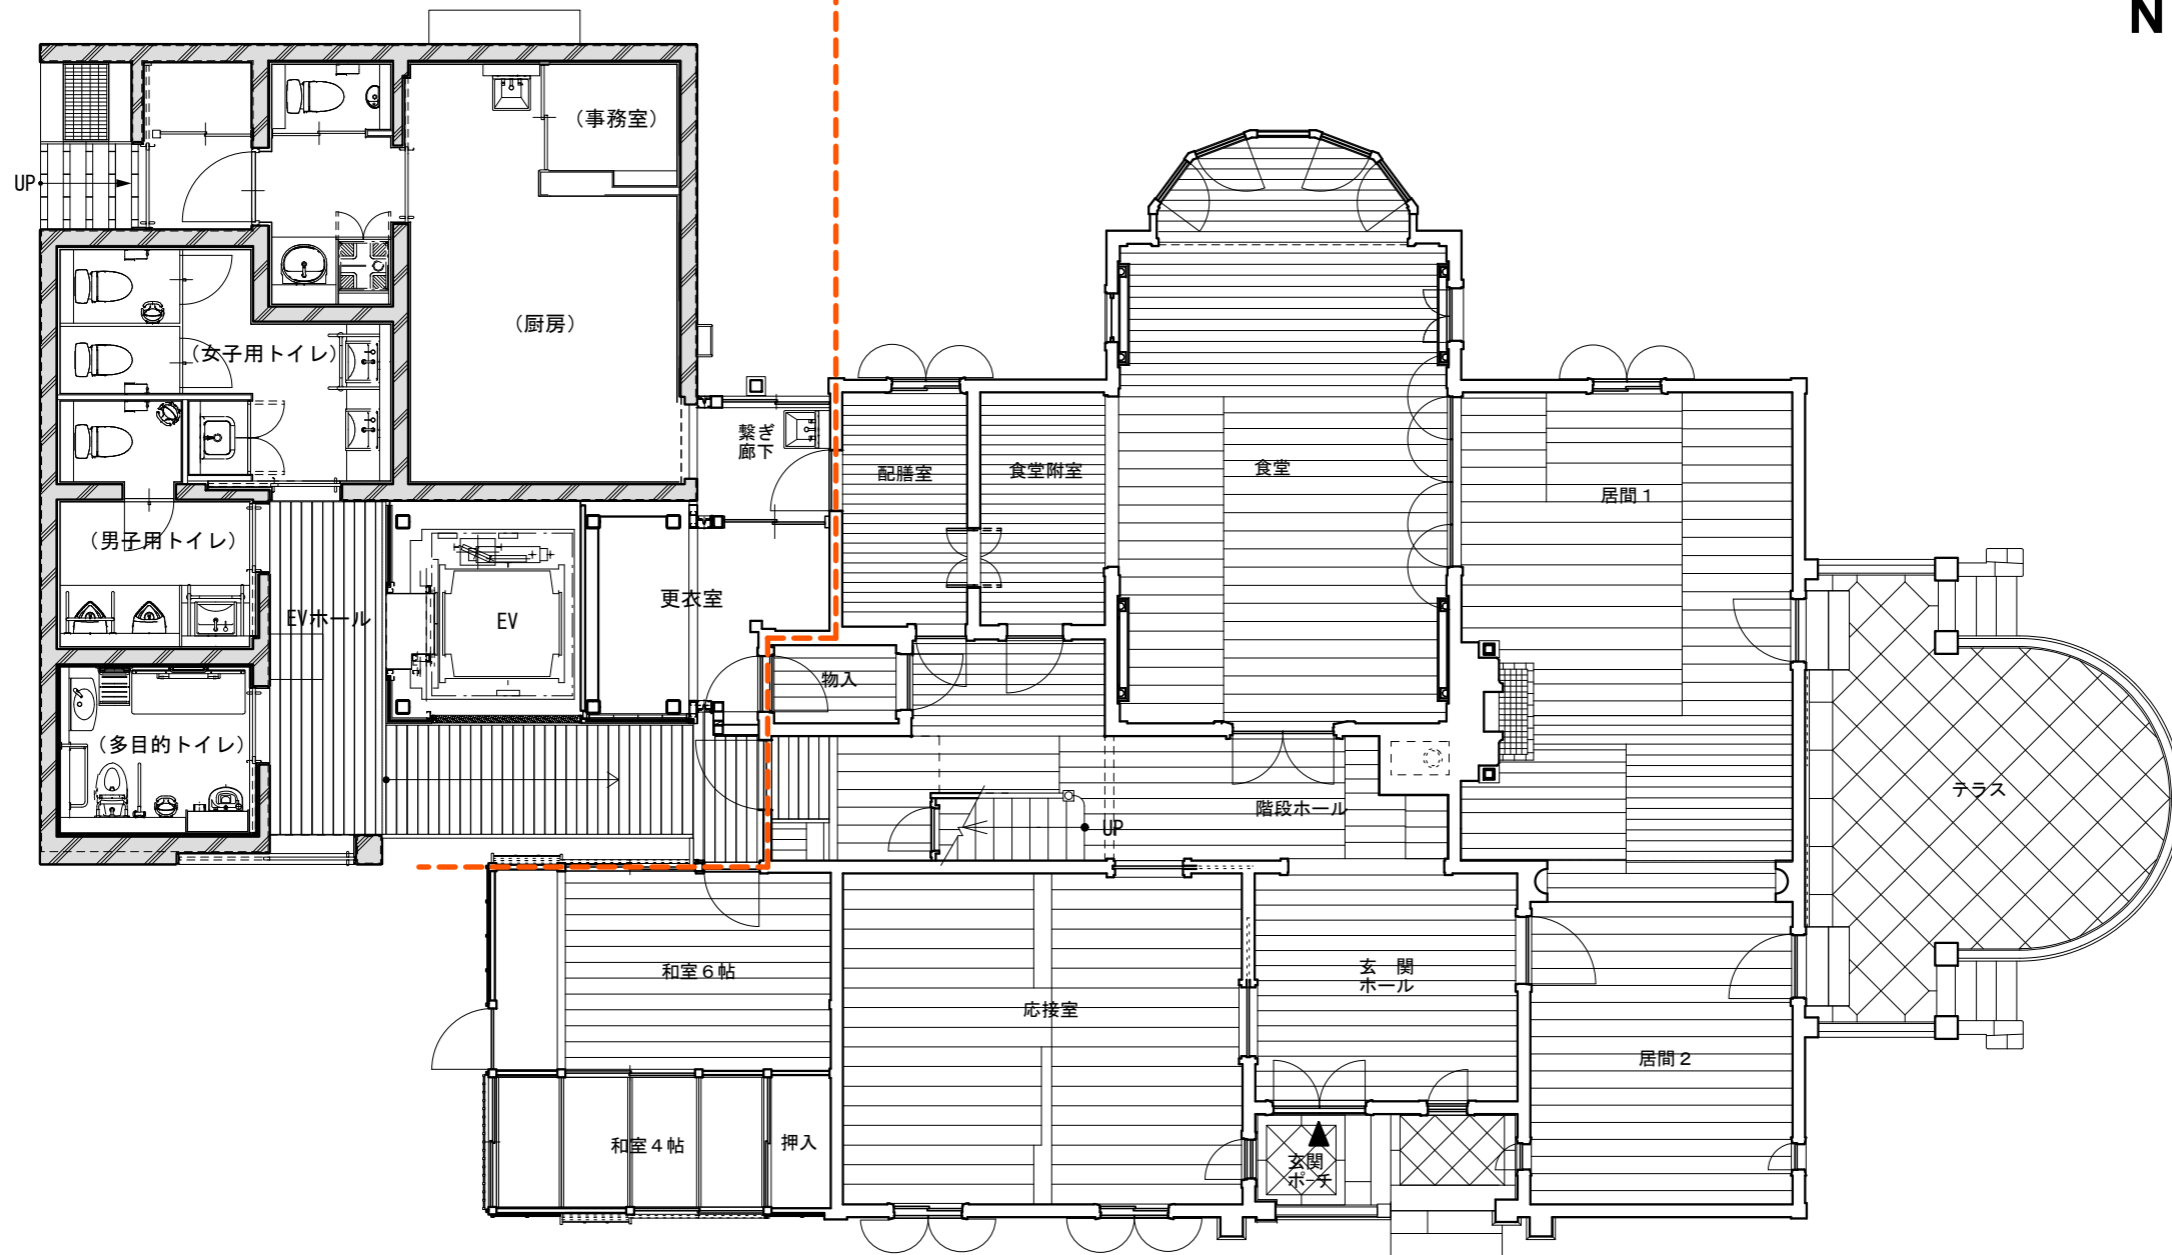 N
（事務室）
UP
（厨房）
（女子用トイレ）
繋ぎ
廊下
配膳室
食堂附室
食堂
居間１
（男子用トイレ）
EVホール
EV
更衣室
物入
（多目的トイレ）
テラス
階段ホール
UP
和室６帖
応接室
玄　関
ホール
居間２
和室４帖
押入
玄関
ポーチ